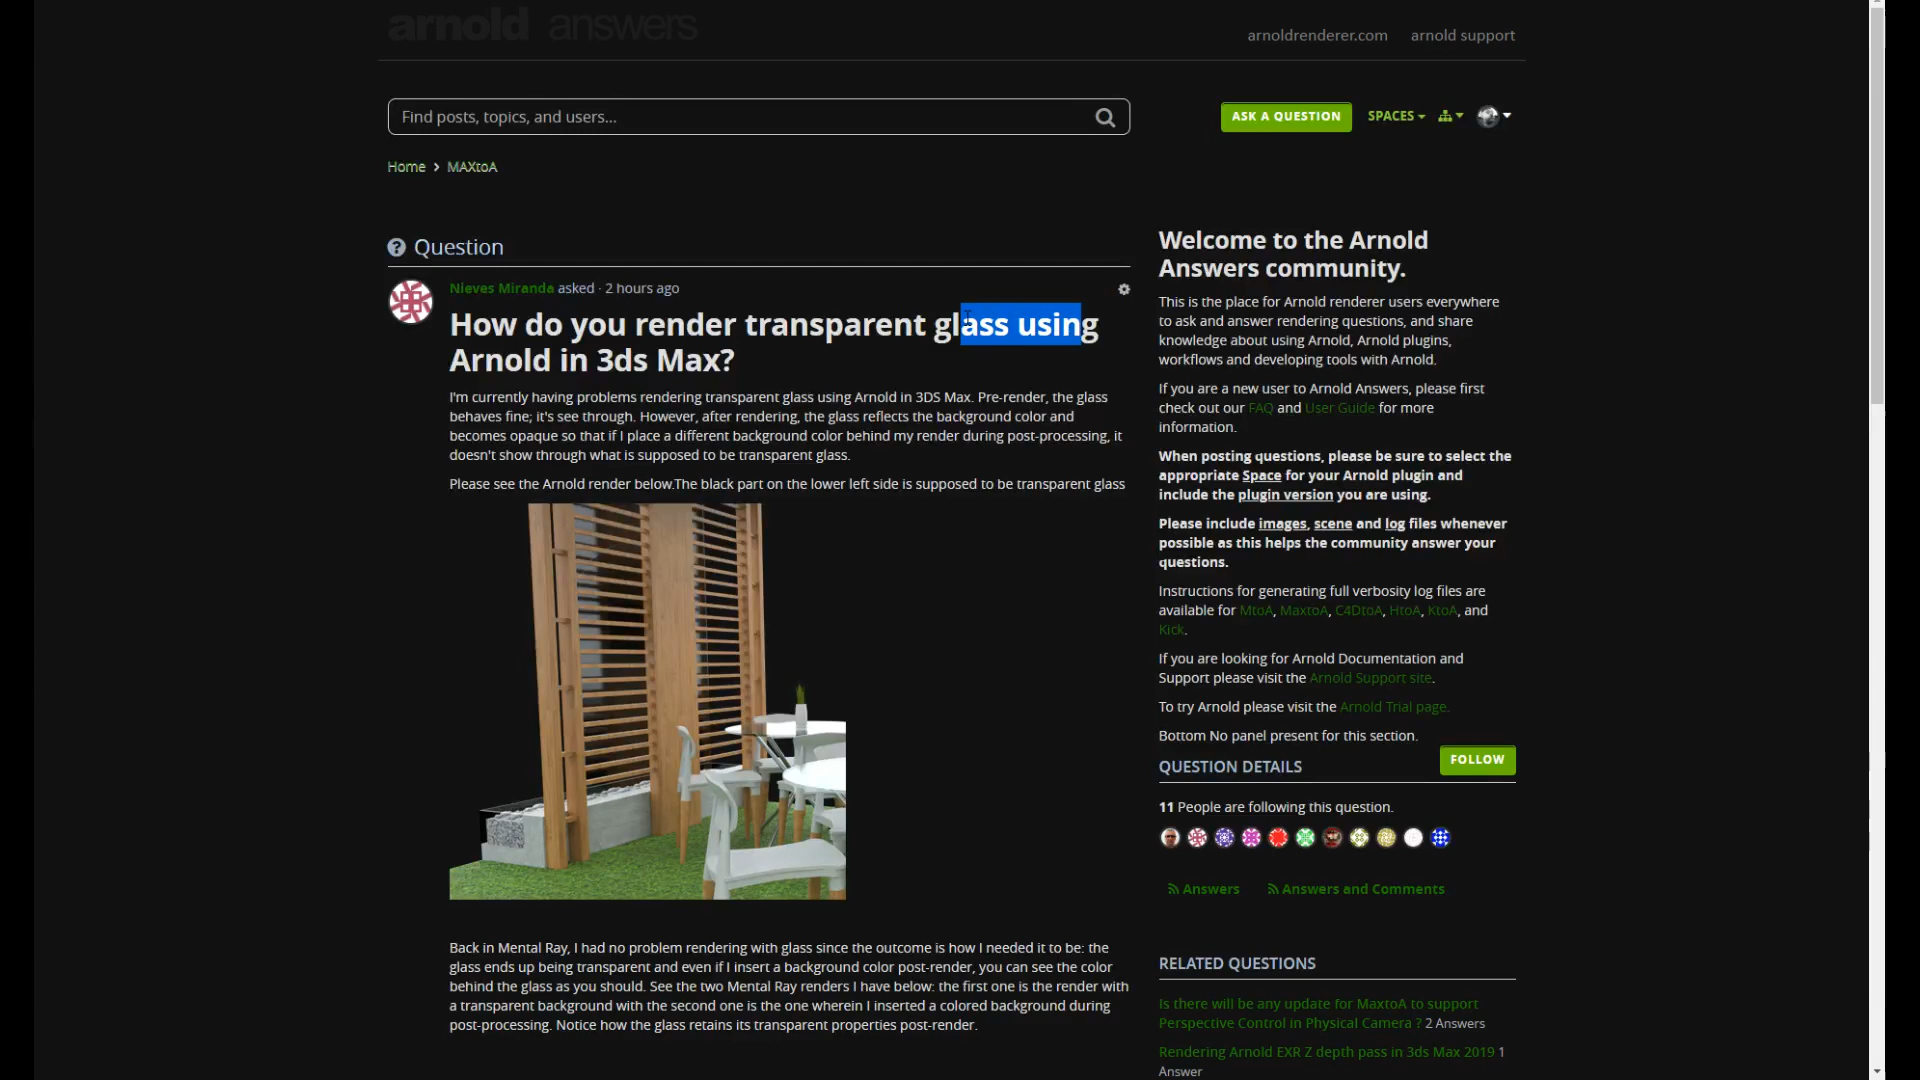 arnold answers
arnoldrenderer.com arnold support
Find posts, topics, and users...
ASK A QUESTION SPACES
Home > MAXtoA
Question
Nieves Miranda asked · 2 hours ago
How do you render transparent glass using
Arnold in 3ds Max?
I'm currently having problems rendering transparent glass using Arnold in 3DS Max. Pre-render, the glass
behaves fine; it's see through. However, after rendering, the glass reflects the background color and
becomes opaque so that if I place a different background color behind my render during post-processing, it
doesn't show through what is supposed to be transparent glass.
Please see the Arnold render below.The black part on the lower left side is supposed to be transparent glass
Back in Mental Ray, I had no problem rendering with glass since the outcome is how I needed it to be: the
glass ends up being transparent and even if I insert a background color post-render, you can see the color
behind the glass as you should. See the two Mental Ray renders I have below: the first one is the render with
a transparent background with the second one is the one wherein I inserted a colored background during
post-processing. Notice how the glass retains its transparent properties post-render.
Welcome to the Arnold
Answers community.
This is the place for Arnold renderer users everywhere
to ask and answer rendering questions, and share
knowledge about using Arnold, Arnold plugins,
workflows and developing tools with Arnold.
If you are a new user to Arnold Answers, please first
check out our FAQ and User Guide for more
information.
When posting questions, please be sure to select the
appropriate Space for your Arnold plugin and
include the plugin version you are using.
Please include images, scene and log files whenever
possible as this helps the community answer your
questions.
Instructions for generating full verbosity log files are
available for MtoA, MaxtoA, C4DtoA, HtoA, KtoA, and
Kick.
If you are looking for Arnold Documentation and
Support please visit the Arnold Support site.
To try Arnold please visit the Arnold Trial page.
Bottom No panel present for this section.
QUESTION DETAILS FOLLOW
11 People are following this question.
Answers Answers and Comments
RELATED QUESTIONS
Is there will be any update for MaxtoA to support
Perspective Control in Physical Camera ? 2 Answers
Rendering Arnold EXR Z depth pass in 3ds Max 2019 1
Answer